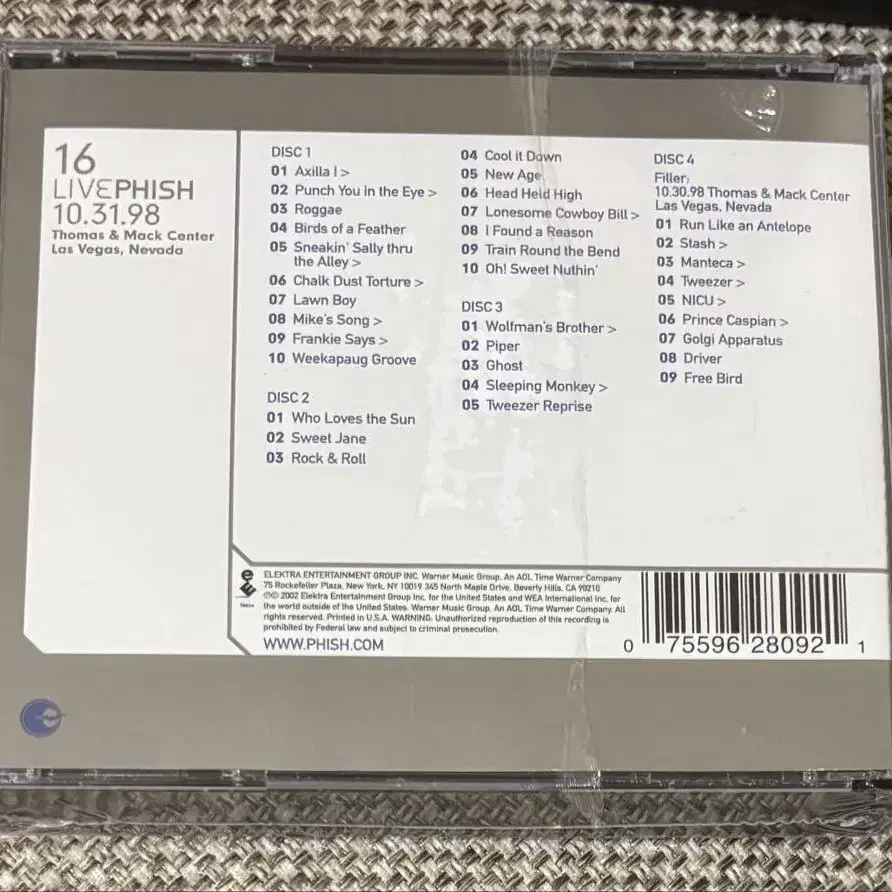 16
LIVEPHISH
10.31.98
Thomas & Mack Center
Las Vegas, Nevada
DISC 1
01 Axilla I >
02 Punch You in the Eye >
03 Roggae
04 Birds of a Feather
05 Sneakin' Sally thru
the Alley >
06 Chalk Dust Torture >
07 Lawn Boy
08 Mike's Song >
09 Frankie Says >
10 Weekapaug Groove
DISC 2
01 Who Loves the Sun
02 Sweet Jane
03 Rock & Roll
04 Cool it Down
05 New Age
06 Head Held High
07 Lonesome Cowboy Bill >
08 I Found a Reason
09 Train Round the Bend
10 Oh! Sweet Nuthin'
DISC 3
01 Wolfman's Brother >
02 Piper
03 Ghost
04 Sleeping Monkey >
05 Tweezer Reprise
DISC 4
Filler:
10.30.98 Thomas & Mack Center
Las Vegas, Nevada
01 Run Like an Antelope
02 Stash >
03 Manteca >
04 Tweezer >
05 NICU >
06 Prince Caspian >
07 Golgi Apparatus
08 Driver
09 Free Bird
ELEKTRA ENTERTAINMENT GROUP INC. Warner Music Group, An AOL Time Warner Company
75 Rockefeller Plaza, New York, NY 10019 345 North Maple Drive, Beverly Hills, CA 90210
℗© 2002 Elektra Entertainment Group Inc. for the United States and WEA International Inc. for
the world outside of the United States. Warner Music Group, An AOL Time Warner Company. All
rights reserved. Printed in U.S.A. WARNING: Unauthorized reproduction of this recording is
prohibited by Federal law and subject to criminal prosecution.
WWW.PHISH.COM
0 75596 28092 1